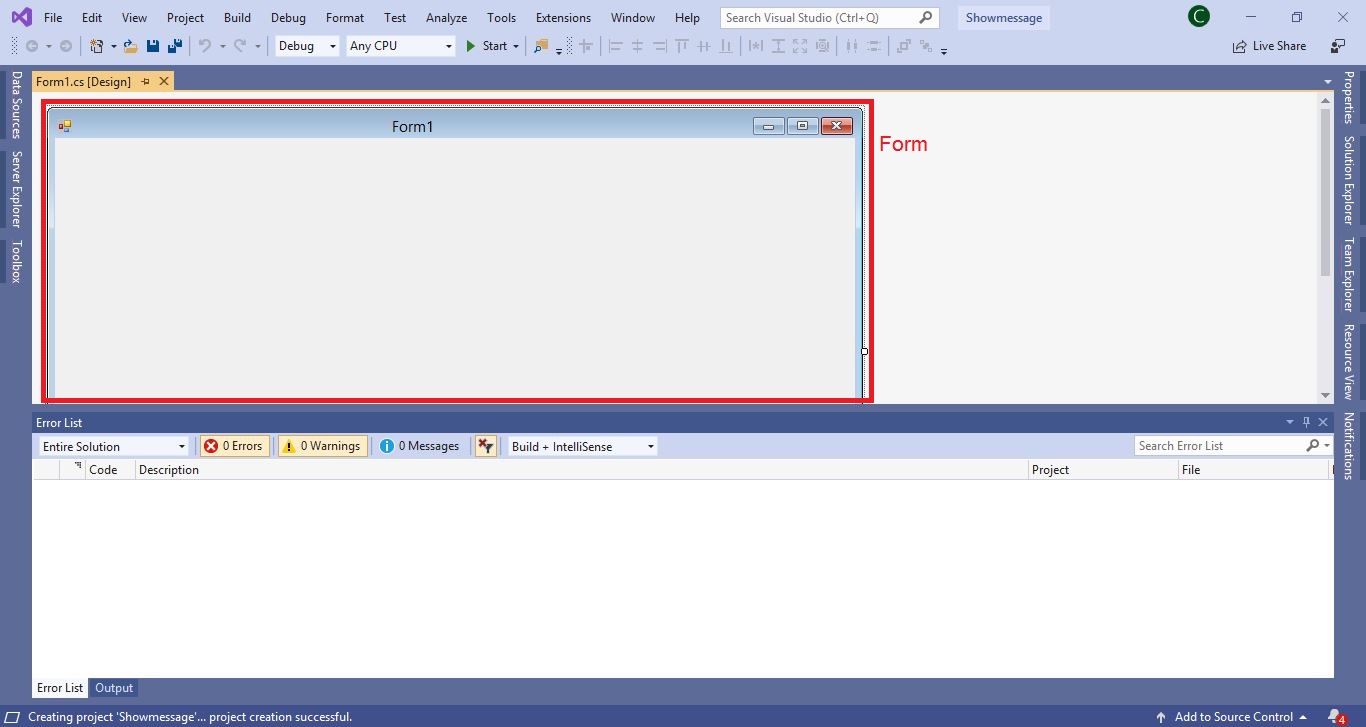 File Edit View Project Build Debug Format Test Analyze Tools Extensions Window Help Search Visual Studio (Ctrl+Q) Showmessage C
Debug Any CPU Start Live Share
Form1.cs [Design]
Data Sources
Server Explorer
Toolbox
Form1
Form
Properties
Solution Explorer
Team Explorer
Resource View
Notifications
Error List
Entire Solution 0 Errors 0 Warnings 0 Messages Build + IntelliSense Search Error List
Code Description Project File
Error List Output
Creating project 'Showmessage'... project creation successful. Add to Source Control 4